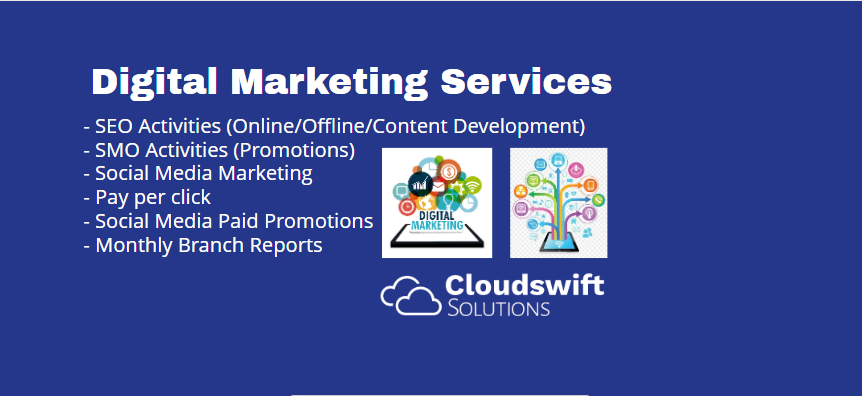 Digital Marketing Services
- SEO Activities (Online/Offline/Content Development)
- SMO Activities (Promotions)
- Social Media Marketing
- Pay per click
- Social Media Paid Promotions
- Monthly Branch Reports
DIGITAL
MARKETING
Cloudswift
SOLUTIONS